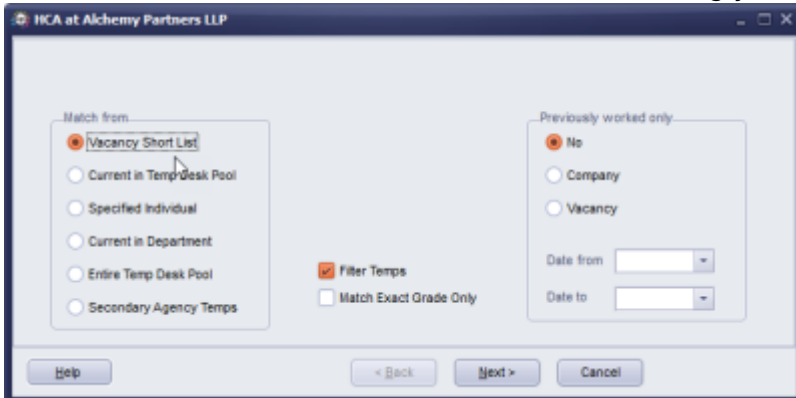 HCA at Alchemy Partners LLP
Match from
Vacancy Short List
Current in Temp Desk Pool
Specified Individual
Current in Department
Entire Temp Desk Pool
Secondary Agency Temps
Filter Temps
Match Exact Grade Only
Previously worked only
No
Company
Vacancy
Date from
Date to
Help
< Back
Next >
Cancel